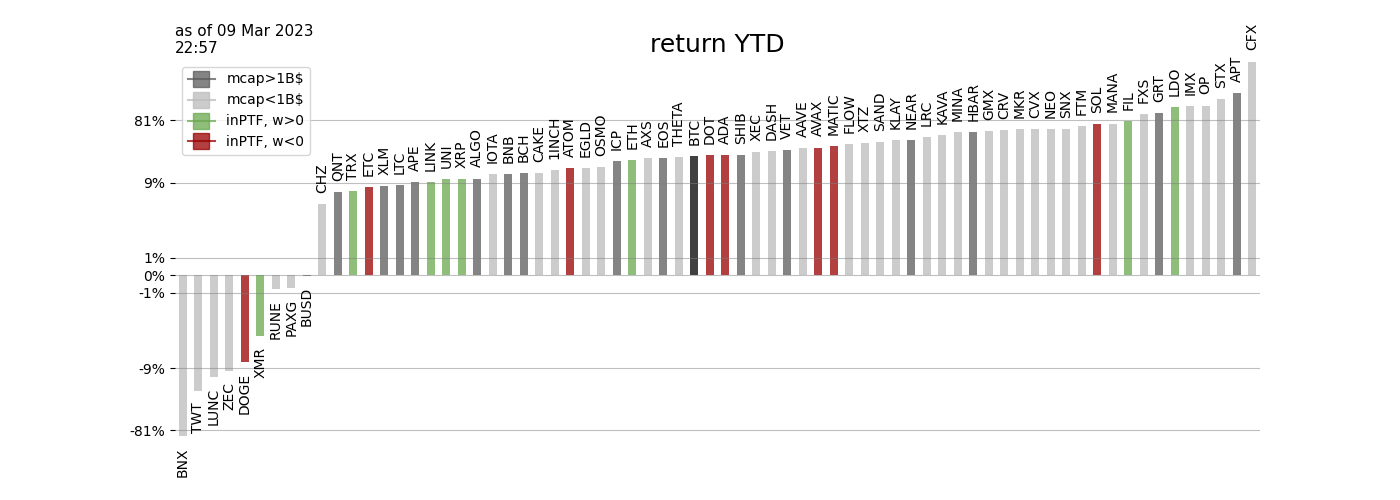 as of 09 Mar 2023
22:57
return YTD
mcap>1B$
mcap<1B$
inPTF, w>0
inPTF, w<0
81%
9%
1%
0%
-1%
-9%
-81%
BNX
TWT
LUNC
ZEC
DOGE
XMR
RUNE
PAXG
BUSD
CHZ
QNT
TRX
ETC
XLM
LTC
APE
LINK
UNI
XRP
ALGO
IOTA
BNB
BCH
CAKE
1INCH
ATOM
EGLD
OSMO
ICP
ETH
AXS
EOS
THETA
BTC
DOT
ADA
SHIB
XEC
DASH
VET
AAVE
AVAX
MATIC
FLOW
XTZ
SAND
KLAY
NEAR
LRC
KAVA
MINA
HBAR
GMX
CRV
MKR
CVX
NEO
SNX
FTM
SOL
MANA
FIL
FXS
GRT
LDO
IMX
OP
STX
APT
CFX